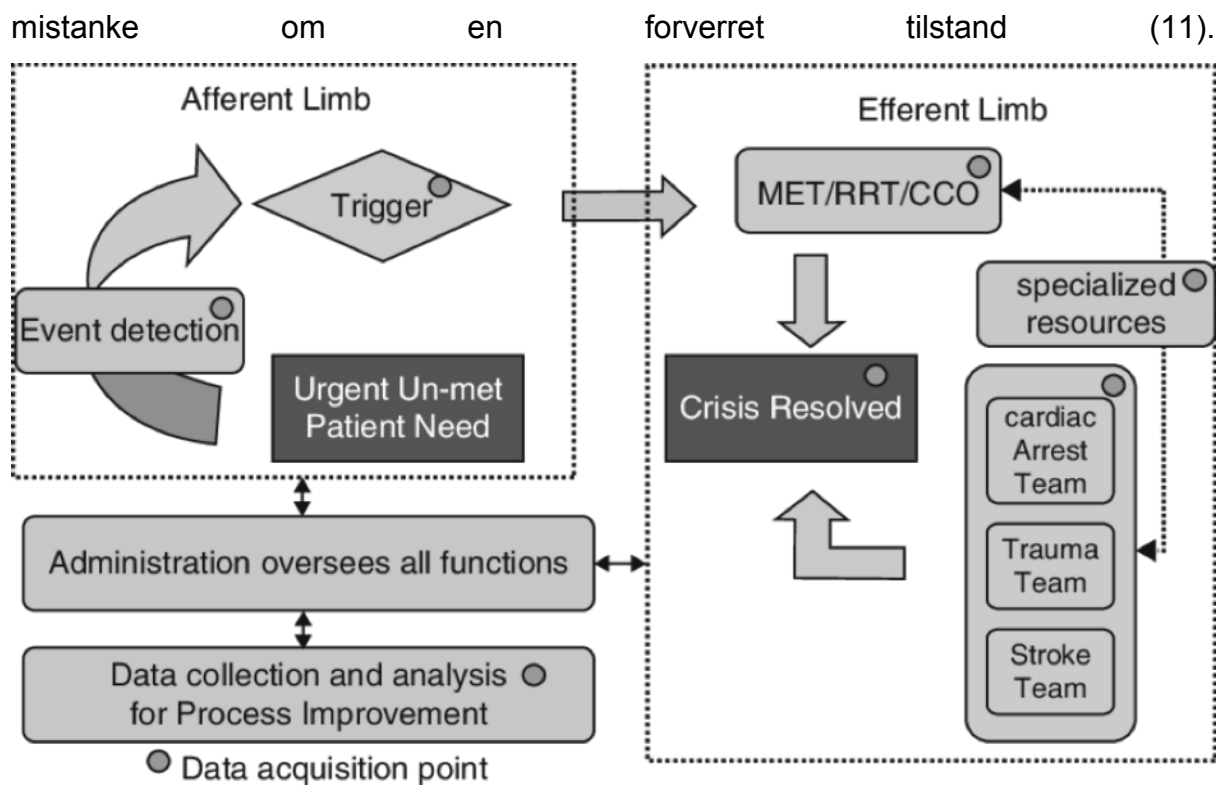 mistanke om en forverret tilstand (11).
Afferent Limb
Trigger
Event detection
Urgent Un-met
Patient Need
Efferent Limb
MET/RRT/CCO
specialized
resources
Crisis Resolved
cardiac
Arrest
Team
Trauma
Team
Stroke
Team
Administration oversees all functions
Data collection and analysis
for Process Improvement
Data acquisition point